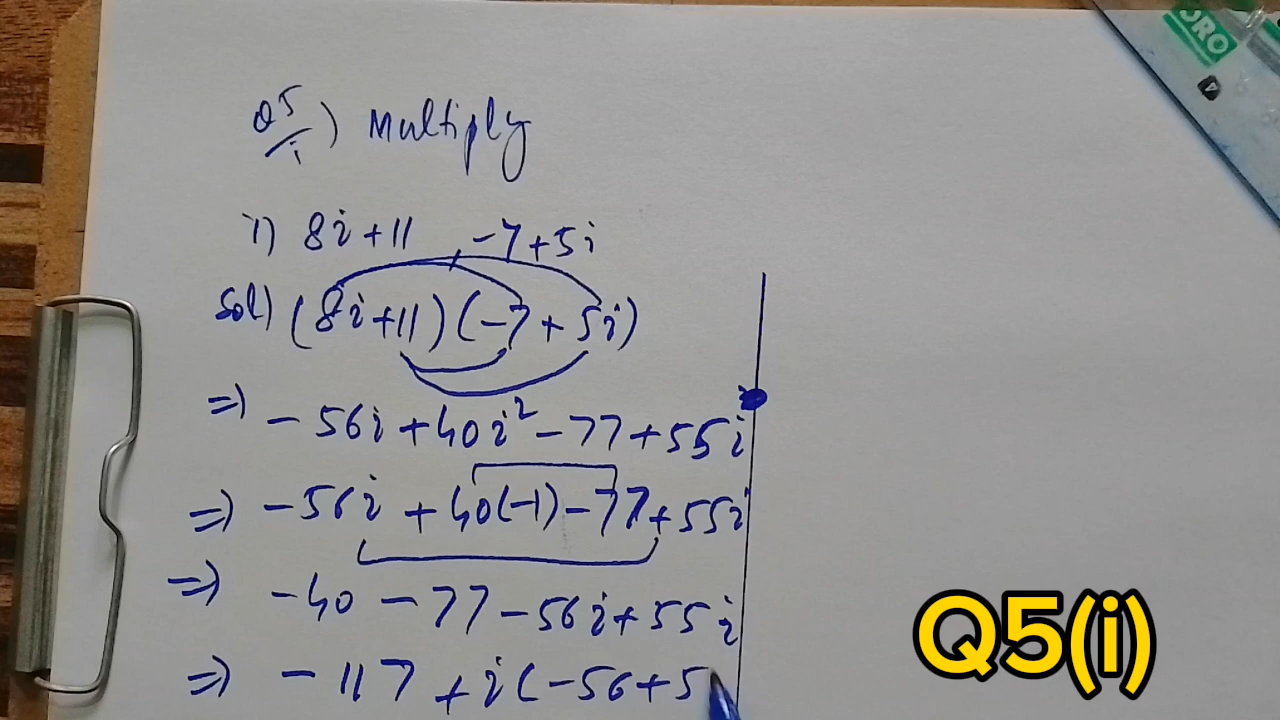 Q5/i) Multiply
i) 8i+11 , -7+5i
Sol) (8i+11)(-7+5i)
=> -56i+40i²-77+55i
=> -56i+40(-1)-77+55i
=> -40-77-56i+55i
=> -117+i(-56+5
Q5(i)
ORO